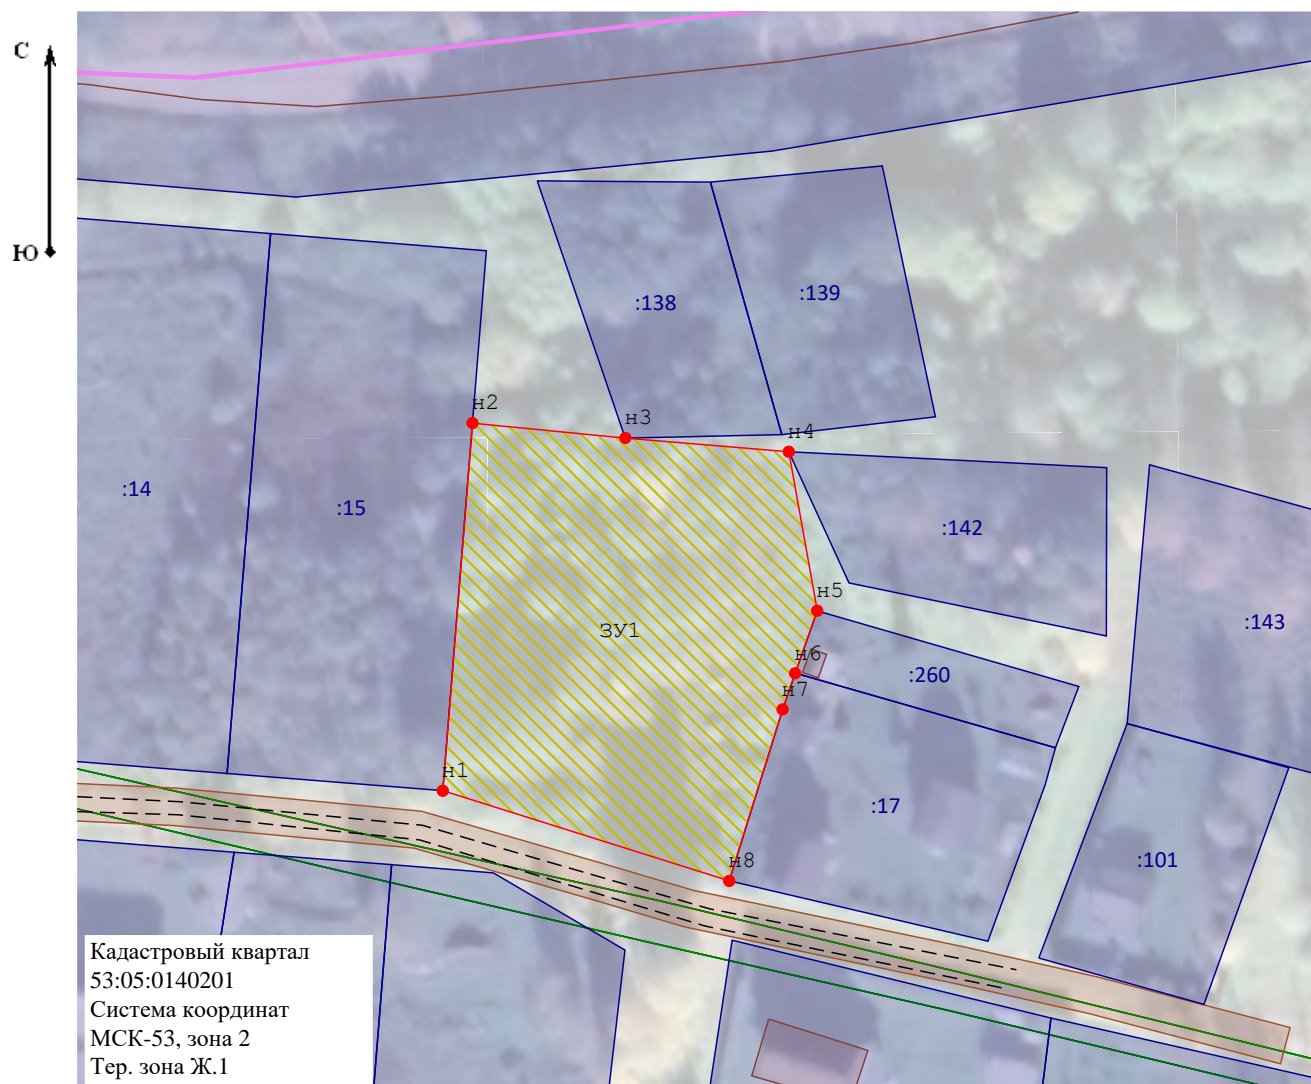 С
Ю
:138
:139
н2
н3
н4
:14
:15
:142
н5
ЗУ1
:143
н6
:260
н7
н1
:17
н8
:101
Кадастровый квартал
53:05:0140201
Система координат
МСК-53, зона 2
Тер. зона Ж.1